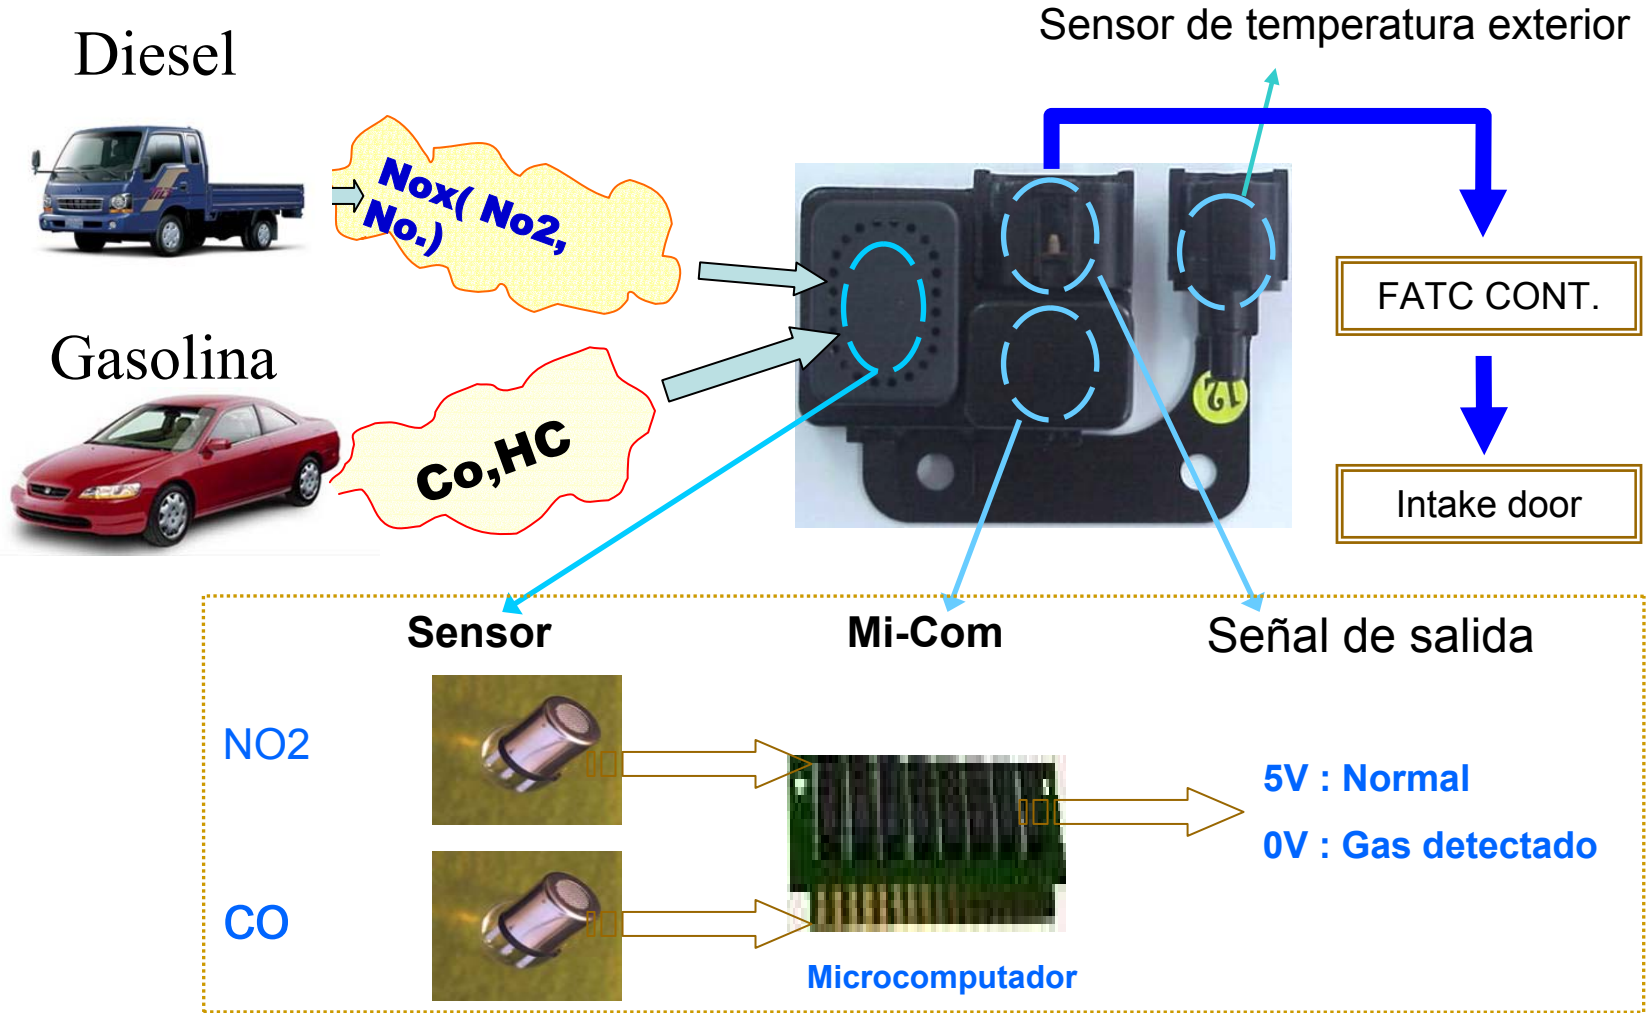 Sensor de temperatura exterior
Diesel
Nox( No2,
No.)
FATC CONT.
Gasolina
12
Co,HC
Intake door
Sensor
Mi-Com
Señal de salida
NO2
5V : Normal
0V : Gas detectado
CO
Microcomputador